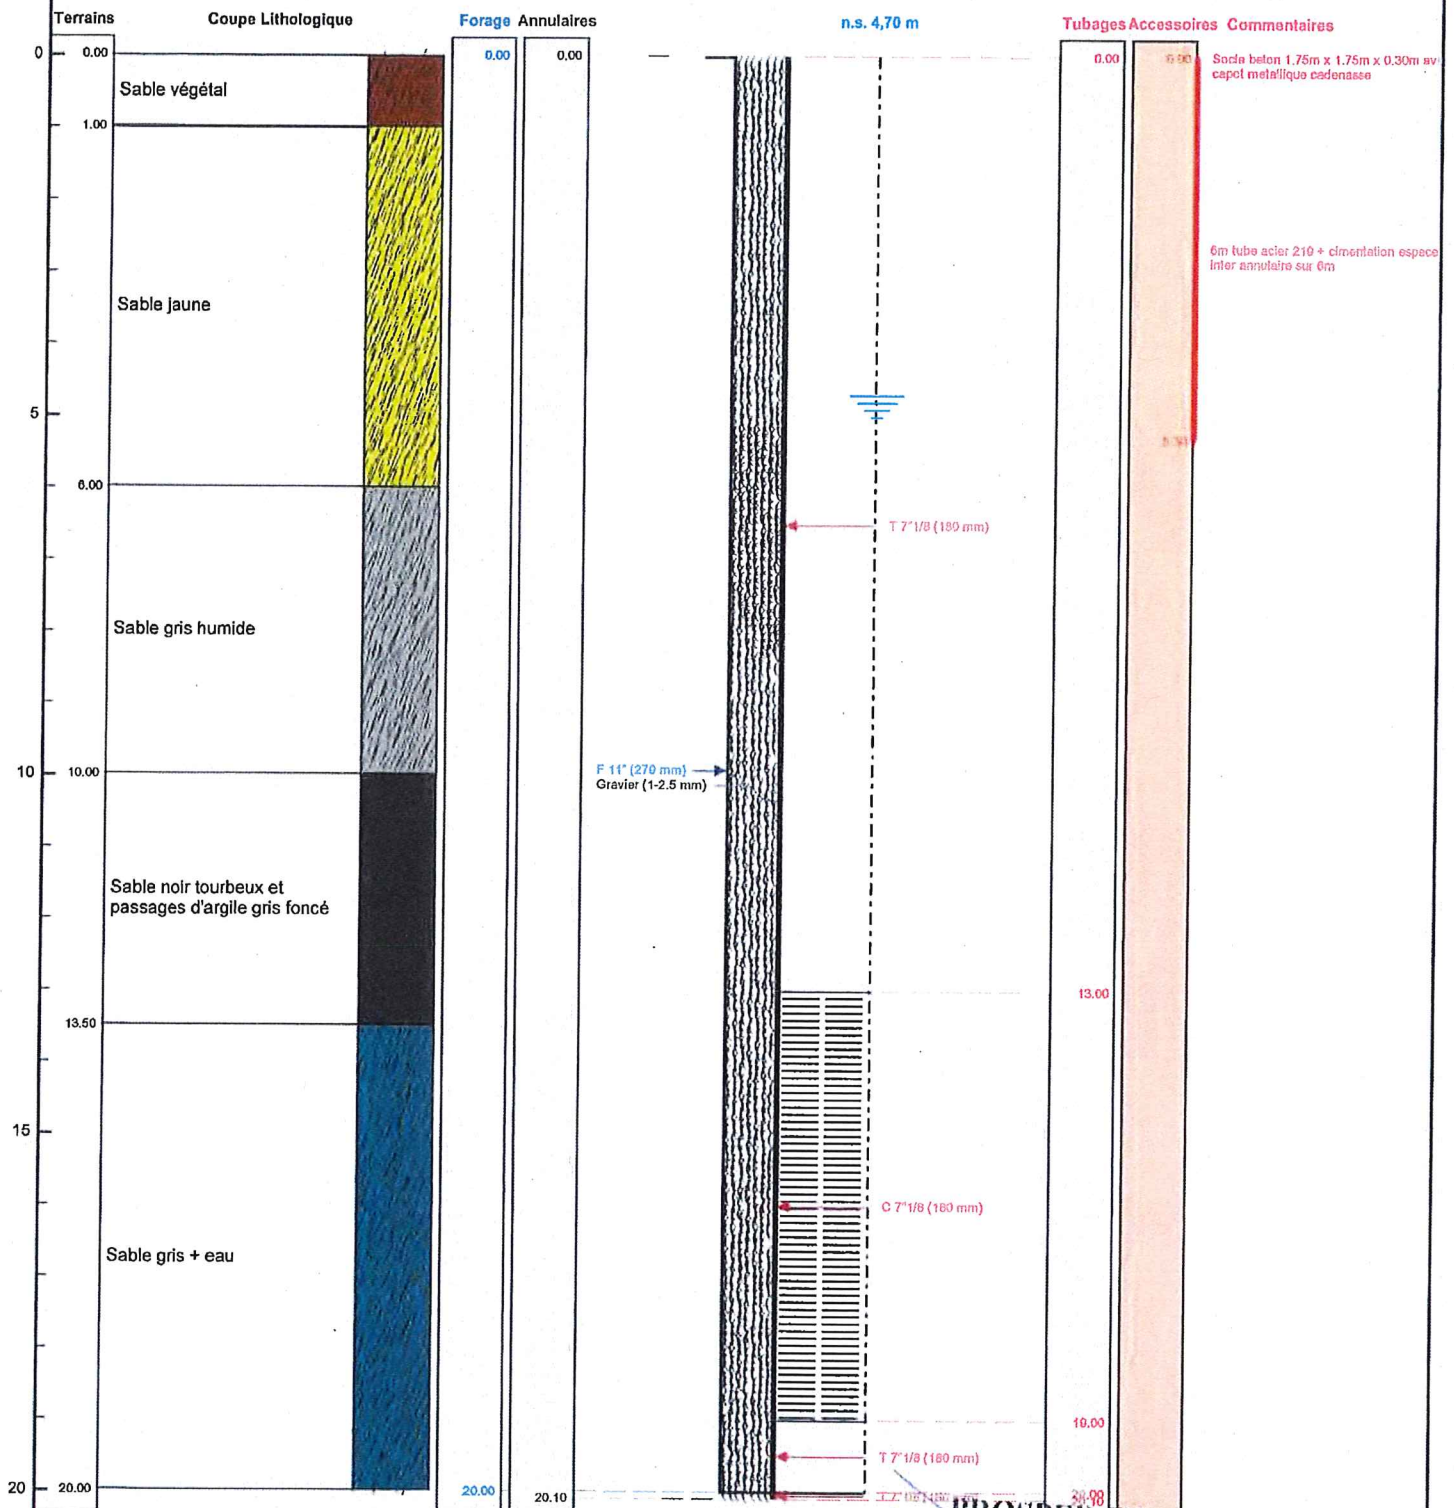 Terrains Coupe Lithologique Forage Annulaires n.s. 4,70 m Tubages Accessoires Commentaires
0 0.00 0.00 0.00 0.00 0.00 Socle beton 1.75m x 1.75m x 0.30m av
capot metallique cadenasse
Sable végétal
1.00
6m tube acier 210 + cimentation espace
inter annulaire sur 6m
Sable jaune
5
6.00
T 7"1/8 (180 mm)
Sable gris humide
10 10.00 F 11" (270 mm)
Gravier (1-2.5 mm)
Sable noir tourbeux et
passages d'argile gris foncé
13.00
13.50
15
C 7"1/8 (180 mm)
Sable gris + eau
19.00
T 7"1/8 (180 mm)
20 20.00 20.00 20.10